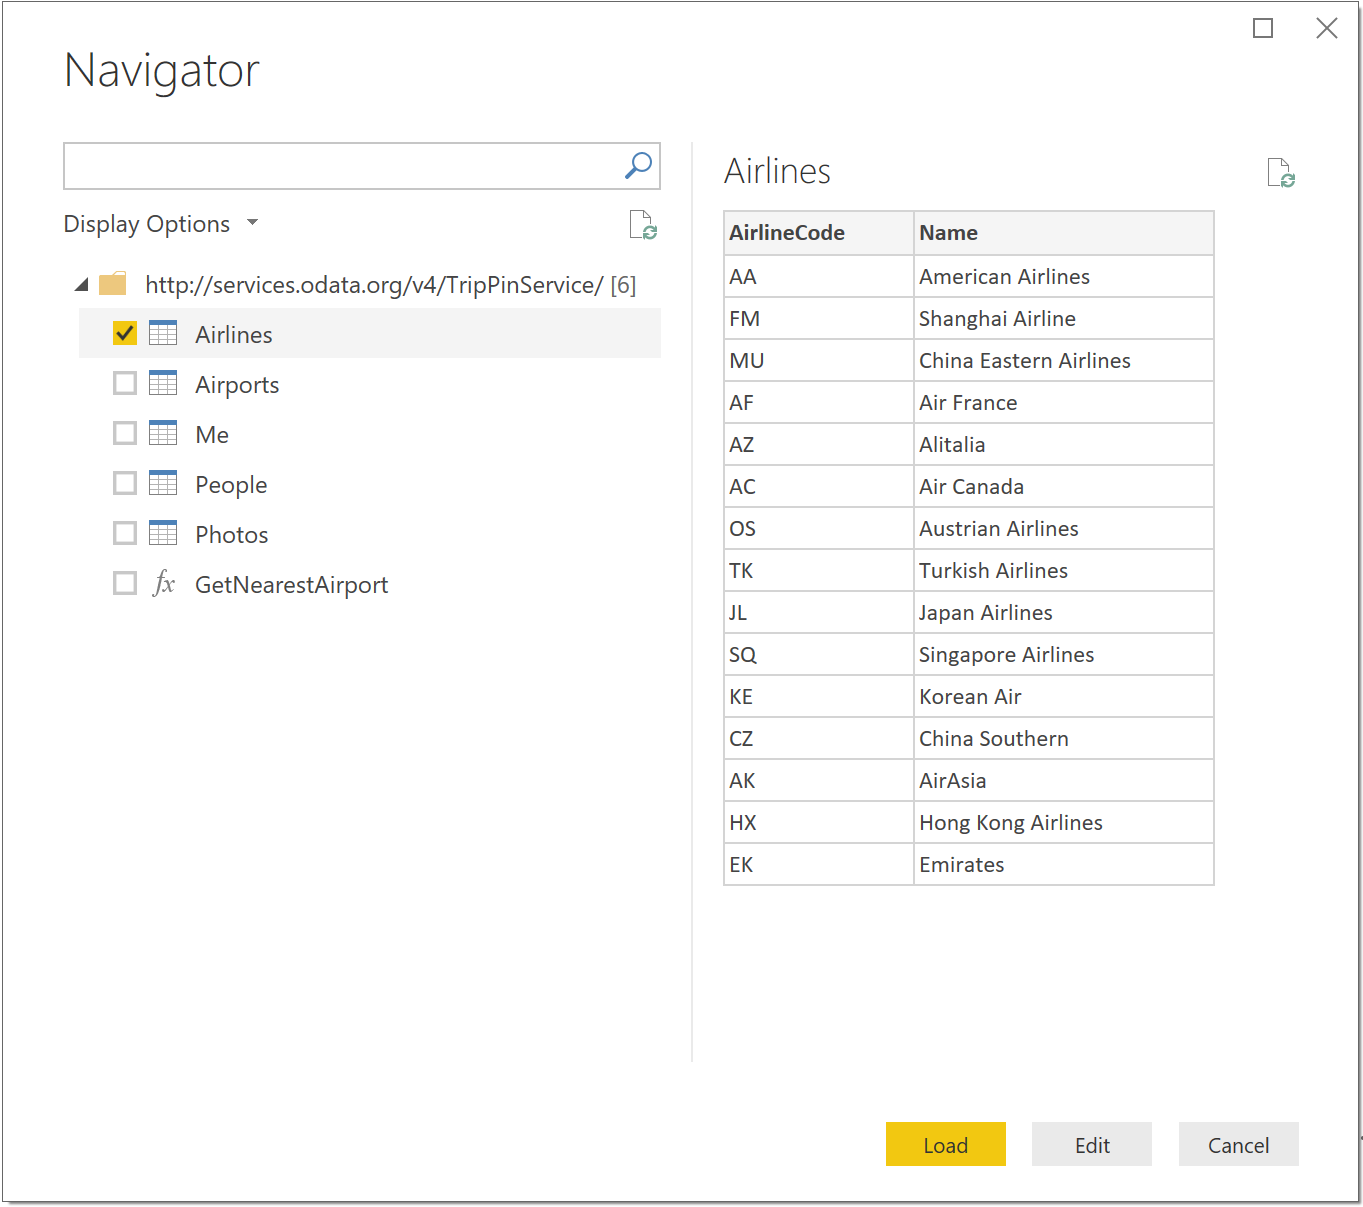 Navigator
Display Options
http://services.odata.org/v4/TripPinService/ [6]
Airlines
Airports
Me
People
Photos
fx GetNearestAirport
Airlines
AirlineCode Name
AA American Airlines
FM Shanghai Airline
MU China Eastern Airlines
AF Air France
AZ Alitalia
AC Air Canada
OS Austrian Airlines
TK Turkish Airlines
JL Japan Airlines
SQ Singapore Airlines
KE Korean Air
CZ China Southern
AK AirAsia
HX Hong Kong Airlines
EK Emirates
Load Edit Cancel